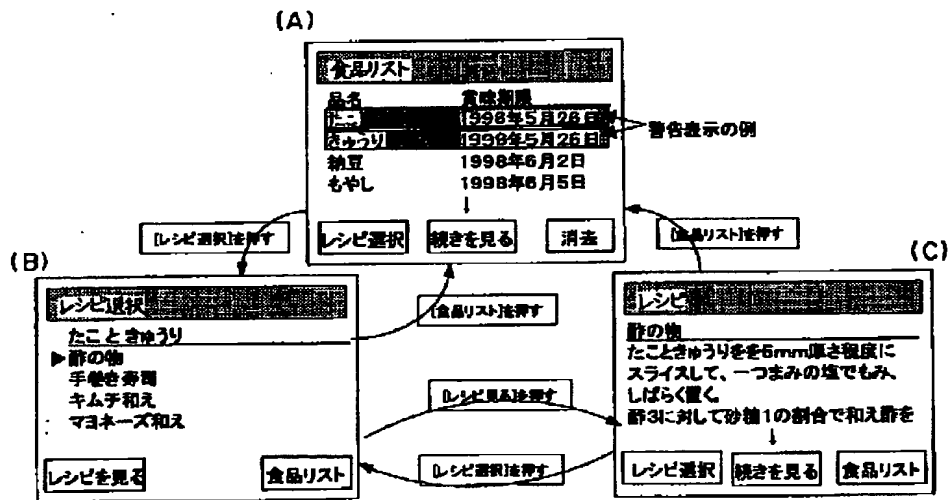 (A)
食品リスト
品名 賞味期限
たこ 1998年5月26日
きゅうり 1998年5月26日
警告表示の例
納豆 1998年6月2日
もやし 1998年6月5日
↓
レシピ選択 続きを見る 消去
[レシピ選択]を押す
[食品リスト]を押す
(B)
レシピ選択
たこときゅうり
▶酢の物
手巻き寿司
キムチ和え
マヨネーズ和え
レシピを見る 食品リスト
[食品リスト]を押す
[レシピ見る]を押す
[レシピ選択]を押す
(C)
レシピ
酢の物
たこときゅうりをを5mm厚さ程度に
スライスして、一つまみの塩でもみ、
しばらく置く。
酢3に対して砂糖1の割合で和え酢を
↓
レシピ選択 続きを見る 食品リスト